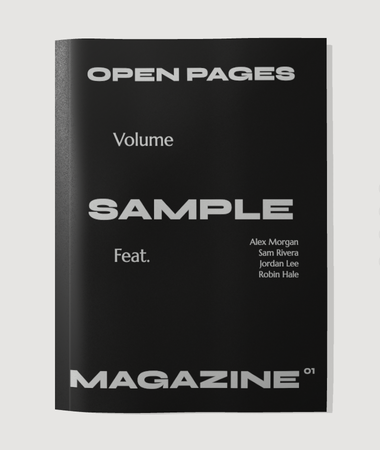 OPEN PAGES
Volume
SAMPLE
Feat.
Alex Morgan
Sam Rivera
Jordan Lee
Robin Hale
MAGAZINE 01